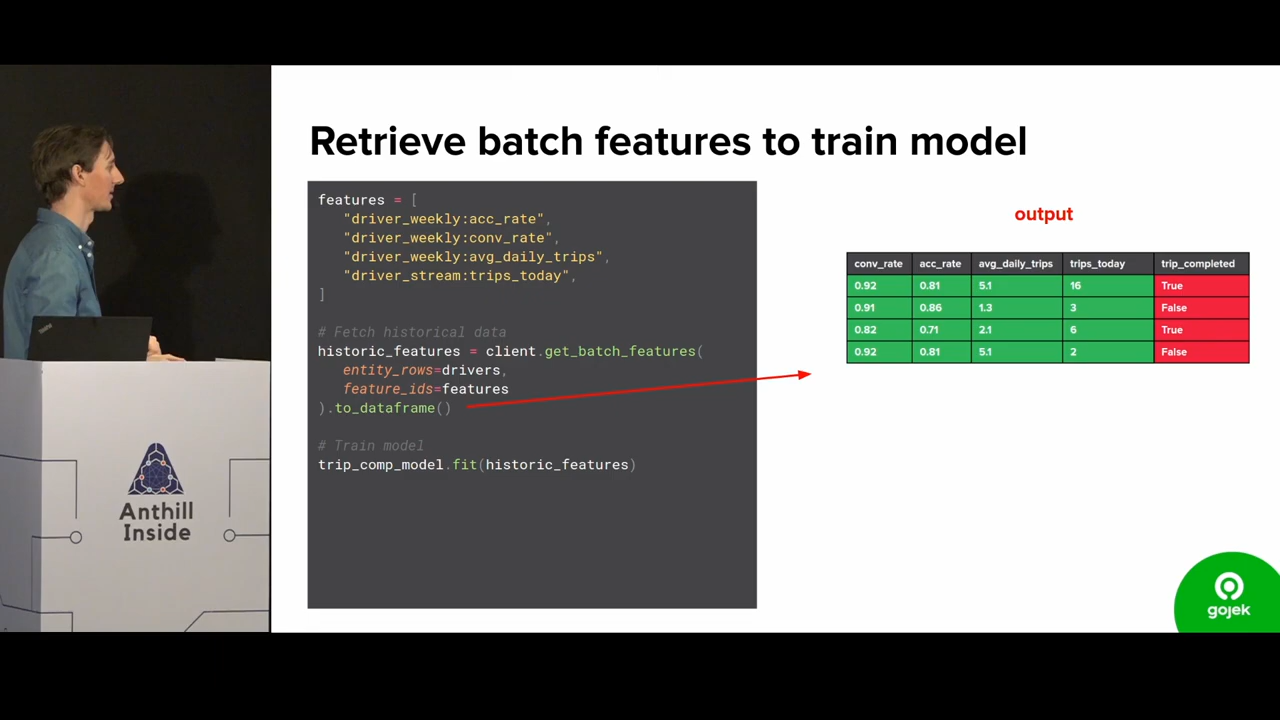 Retrieve batch features to train model
features = [
"driver_weekly:acc_rate",
"driver_weekly:conv_rate",
"driver_weekly:avg_daily_trips",
"driver_stream:trips_today",
]
# Fetch historical data
historic_features = client.get_batch_features(
entity_rows=drivers,
feature_ids=features
).to_dataframe()
# Train model
trip_comp_model.fit(historic_features)
output
conv_rate acc_rate avg_daily_trips trips_today trip_completed
0.92 0.81 5.1 16 True
0.91 0.86 1.3 3 False
0.82 0.71 2.1 6 True
0.92 0.81 5.1 2 False
Anthill
Inside
gojek